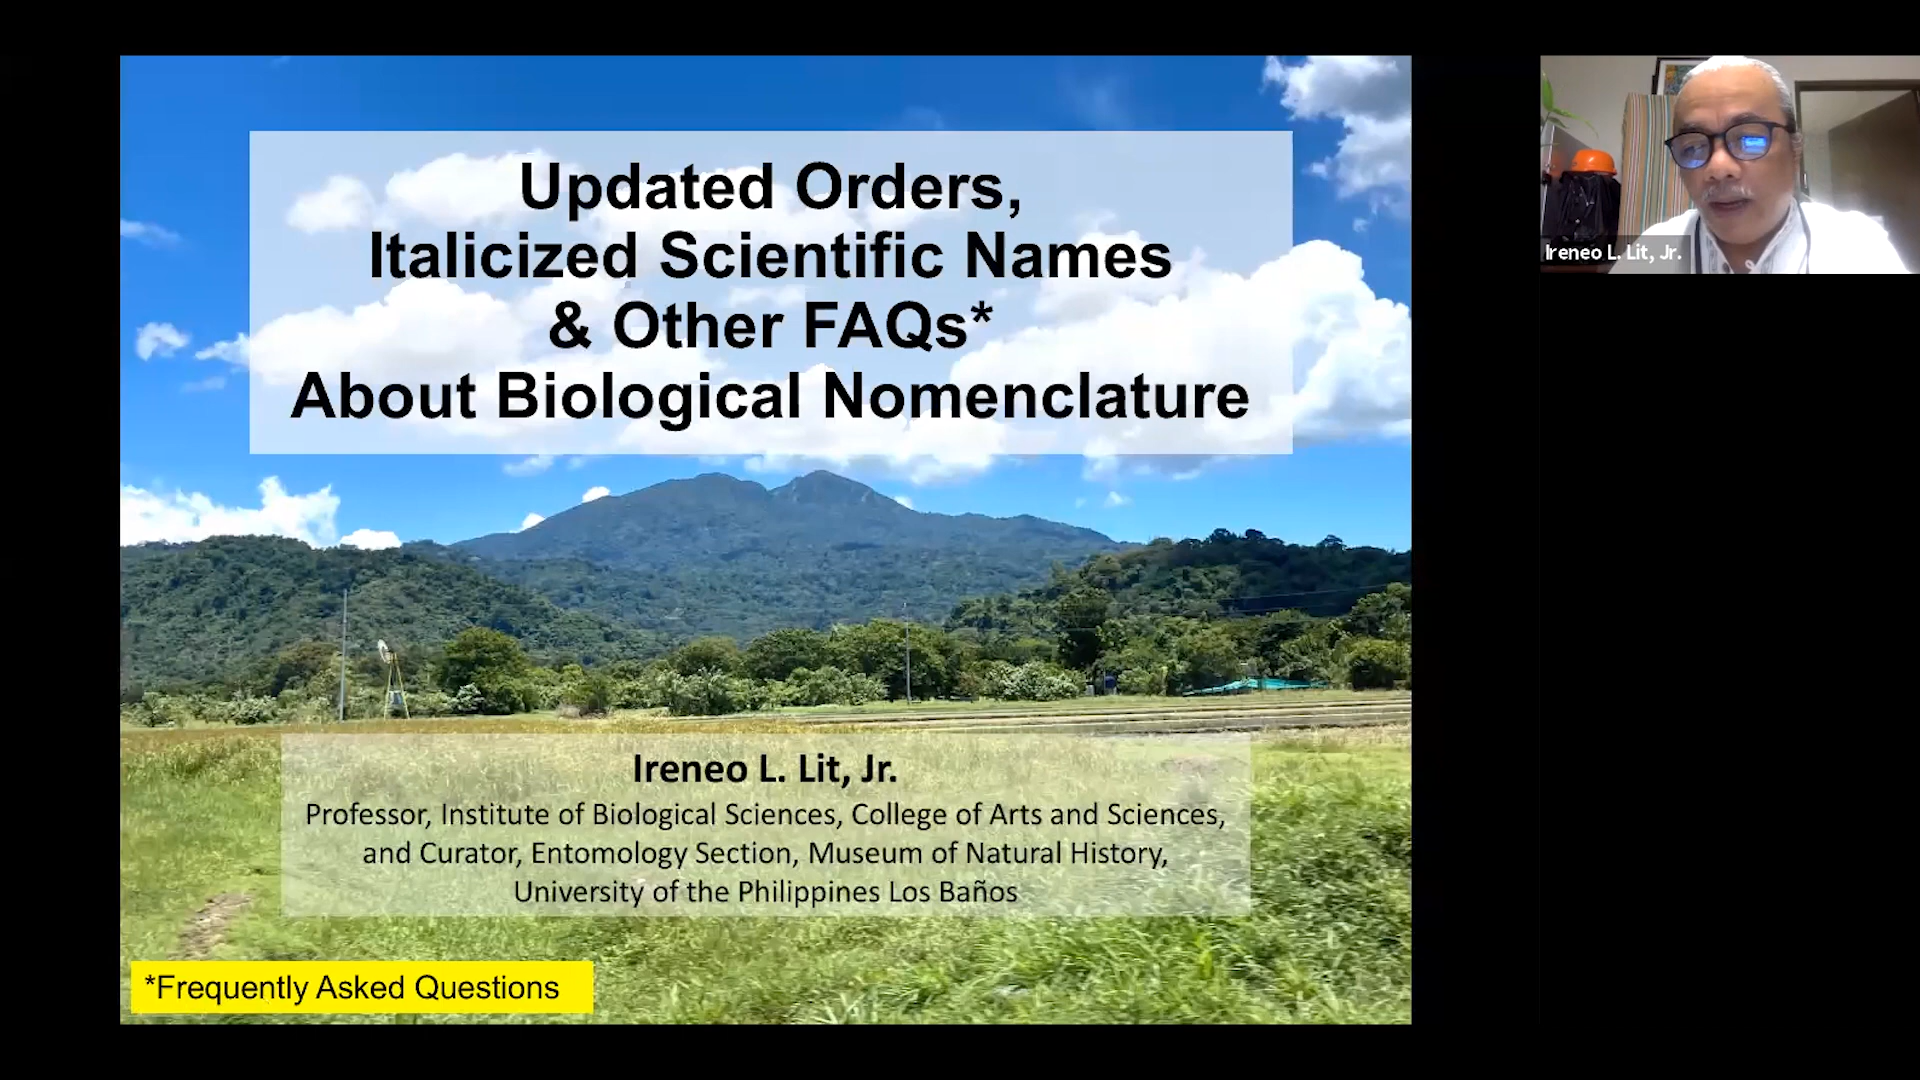 Updated Orders,
Italicized Scientific Names
& Other FAQs*
About Biological Nomenclature
Ireneo L. Lit, Jr.
Professor, Institute of Biological Sciences, College of Arts and Sciences,
and Curator, Entomology Section, Museum of Natural History,
University of the Philippines Los Baños
*Frequently Asked Questions
Ireneo L. Lit, Jr.